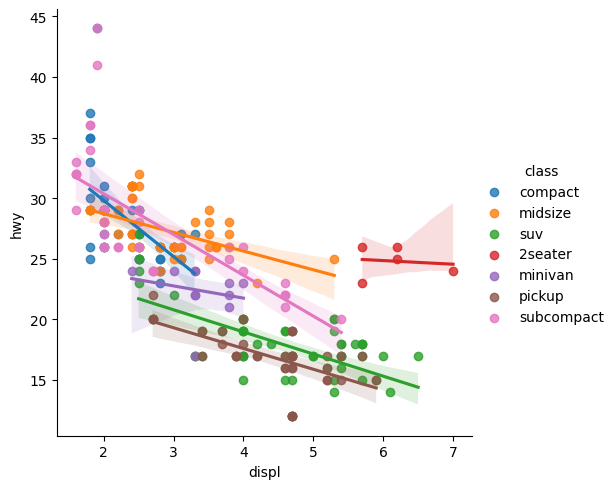 45
40
35
30
25
20
15
hwy
2
3
4
5
6
7
displ
class
compact
midsize
suv
2seater
minivan
pickup
subcompact